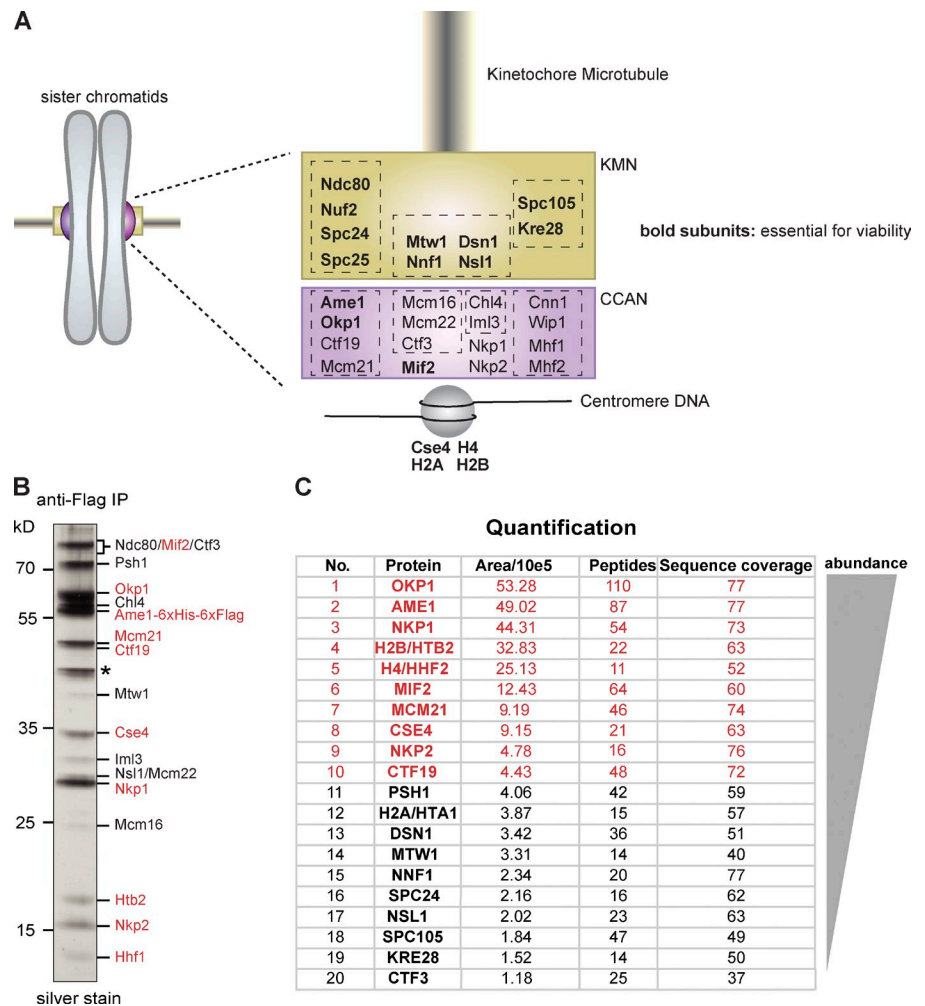 A
Kinetochore Microtubule
sister chromatids
KMN
Ndc80
Nuf2
Spc24
Spc25
Mtw1 Dsn1
Nnf1 Nsl1
Spc105
Kre28
bold subunits: essential for viability
CCAN
Ame1
Okp1
Ctf19
Mcm21
Mcm16
Mcm22
Ctf3
Mif2
Chl4
Iml3
Nkp1
Nkp2
Cnn1
Wip1
Mhf1
Mhf2
Centromere DNA
Cse4 H4
H2A H2B
B
anti-Flag IP
kD
70
55
35
25
15
Ndc80/Mif2/Ctf3
Psh1
Okp1
Chl4
Ame1-6xHis-6xFlag
Mcm21
Ctf19
*
Mtw1
Cse4
Iml3
Nsl1/Mcm22
Nkp1
Mcm16
Htb2
Nkp2
Hhf1
silver stain
C
Quantification
No. Protein Area/10e5 Peptides Sequence coverage abundance
1 OKP1 53.28 110 77
2 AME1 49.02 87 77
3 NKP1 44.31 54 73
4 H2B/HTB2 32.83 22 63
5 H4/HHF2 25.13 11 52
6 MIF2 12.43 64 60
7 MCM21 9.19 46 74
8 CSE4 9.15 21 63
9 NKP2 4.78 16 76
10 CTF19 4.43 48 72
11 PSH1 4.06 42 59
12 H2A/HTA1 3.87 15 57
13 DSN1 3.42 36 51
14 MTW1 3.31 14 40
15 NNF1 2.34 20 77
16 SPC24 2.16 16 62
17 NSL1 2.02 23 63
18 SPC105 1.84 47 49
19 KRE28 1.52 14 50
20 CTF3 1.18 25 37